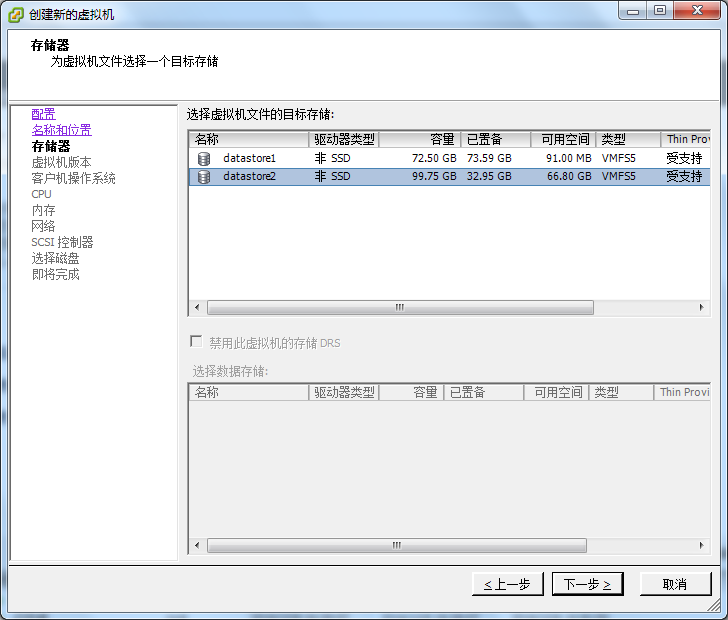 创建新的虚拟机
存储器
为虚拟机文件选择一个目标存储
配置
名称和位置
存储器
虚拟机版本
客户机操作系统
CPU
内存
网络
SCSI 控制器
选择磁盘
即将完成
选择虚拟机文件的目标存储:
名称 驱动器类型 容量 已置备 可用空间 类型 Thin Prov
datastore1 非 SSD 72.50 GB 73.59 GB 91.00 MB VMFS5 受支持
datastore2 非 SSD 99.75 GB 32.95 GB 66.80 GB VMFS5 受支持
禁用此虚拟机的存储 DRS
选择数据存储:
名称 驱动器类型 容量 已置备 可用空间 类型 Thin Provi
< 上一步 下一步 > 取消